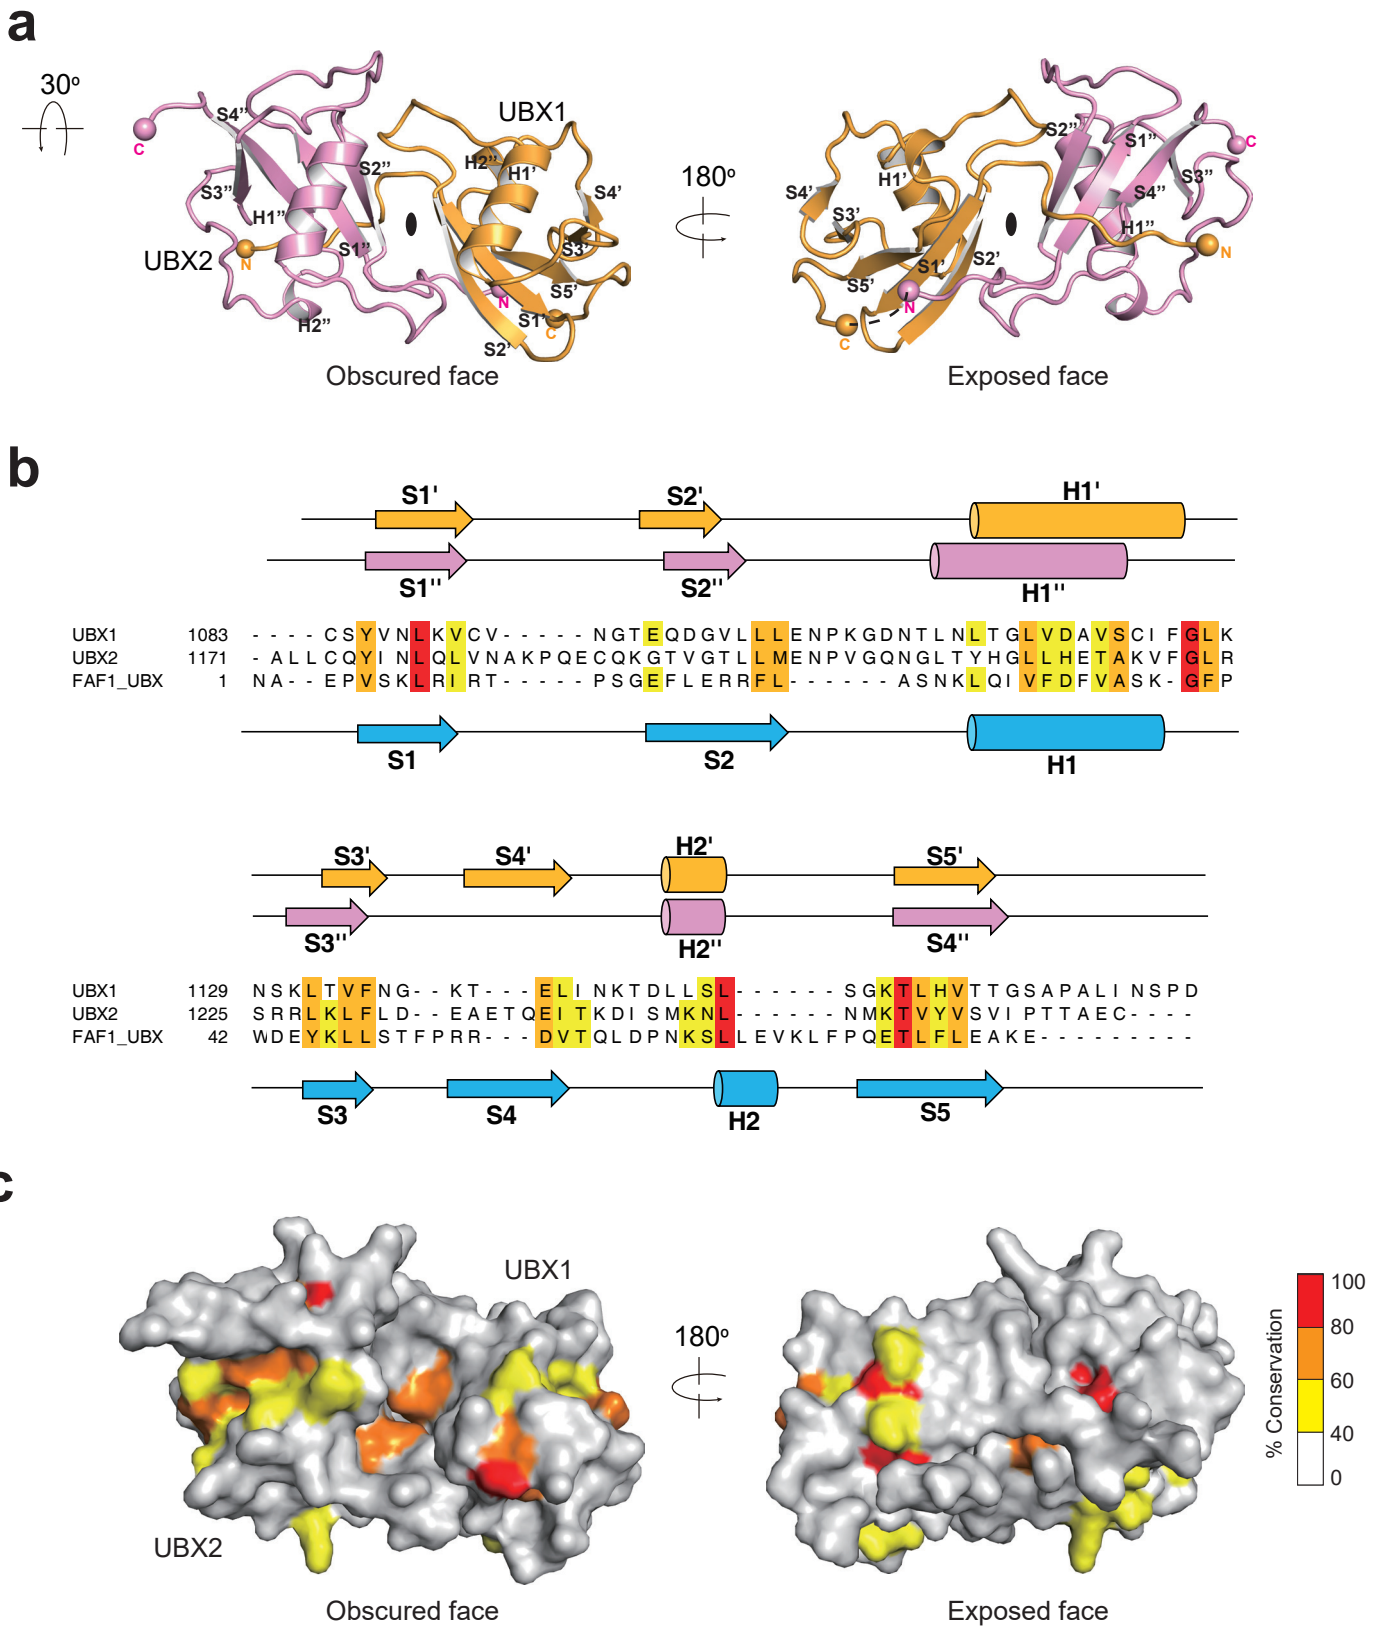 a
30º
UBX1
S4''
C
S2''
H2''
H1'
S3''
H1''
S4'
UBX2
N
S1''
S3'
S5'
N
H2''
S1'
C
S2'
Obscured face
180º
S2''
S1''
C
H1'
S3''
S4'
S4''
S3'
H1''
N
S1'
S2'
S5'
N
C
Exposed face
b
S1' S2' H1'
S1'' S2'' H1''
UBX1 1083 - - - - C S Y V N L K V C V - - - - - N G T E Q D G V L L L E N P K G D N T L N L T G L V D A V S C I F G L K
UBX2 1171 - A L L C Q Y I N L Q L V N A K P Q E C Q K G T V G T L L M E N P V G Q N G L T Y H G L L H E T A K V F G L R
FAF1_UBX 1 N A - - E P V S K L R I R T - - - - - P S G E F L E R R F L - - - - - - A S N K L Q I V F D F V A S K - G F P
S1 S2 H1
S3' S4' H2' S5'
S3'' H2'' S4''
UBX1 1129 N S K L T V F N G - - K T - - - E L I N K T D L L S L - - - - - - S G K T L H V T T G S A P A L I N S P D
UBX2 1225 S R R L K L F L D - - E A E T Q E I T K D I S M K N L - - - - - - N M K T V Y V S V I P T T A E C - - - -
FAF1_UBX 42 W D E Y K L L S T F P R R - - - D V T Q L D P N K S L L E V K L F P Q E T L F L E A K E - - - - - - - - -
S3 S4 H2 S5
c
UBX1
UBX2
Obscured face
180º
Exposed face
% Conservation
100
80
60
40
0